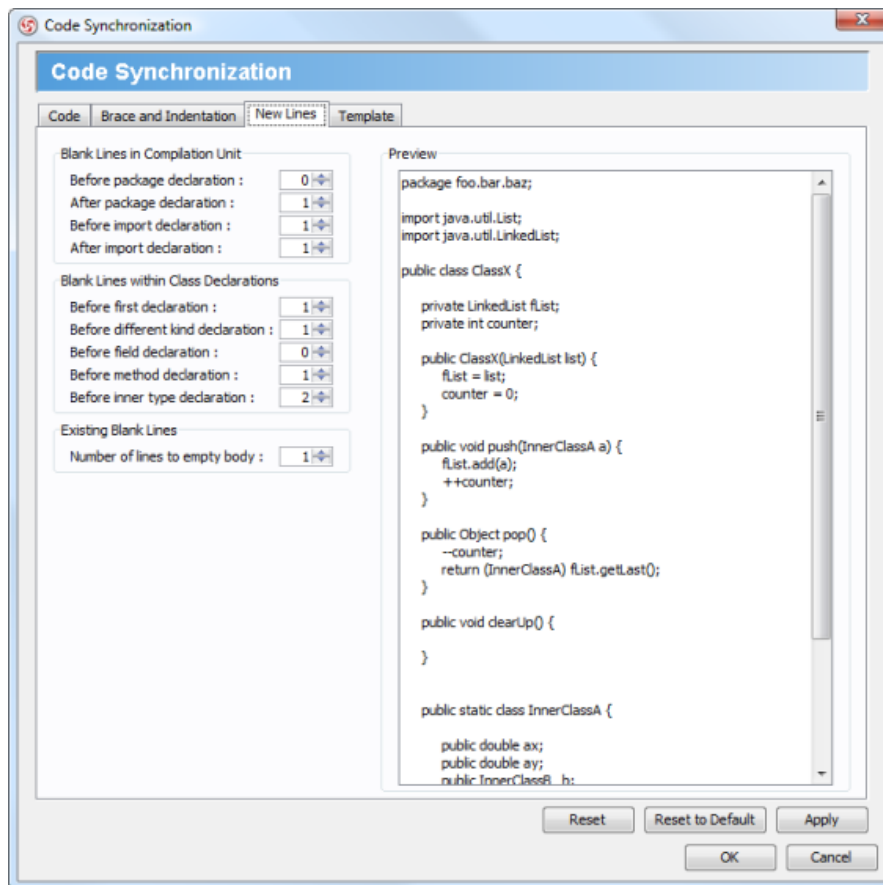 Code Synchronization
Code Synchronization
Code Brace and Indentation New Lines Template
Blank Lines in Compilation Unit
Before package declaration : 0
After package declaration : 1
Before import declaration : 1
After import declaration : 1
Blank Lines within Class Declarations
Before first declaration : 1
Before different kind declaration : 1
Before field declaration : 0
Before method declaration : 1
Before inner type declaration : 2
Existing Blank Lines
Number of lines to empty body : 1
Preview
package foo.bar.baz;
import java.util.List;
import java.util.LinkedList;
public class ClassX {
private LinkedList fList;
private int counter;
public ClassX(LinkedList list) {
fList = list;
counter = 0;
}
public void push(InnerClassA a) {
fList.add(a);
++counter;
}
public Object pop() {
--counter;
return (InnerClassA) fList.getLast();
}
public void clearUp() {
}
public static class InnerClassA {
public double ax;
public double ay;
public InnerClassB b;
Reset Reset to Default Apply
OK Cancel